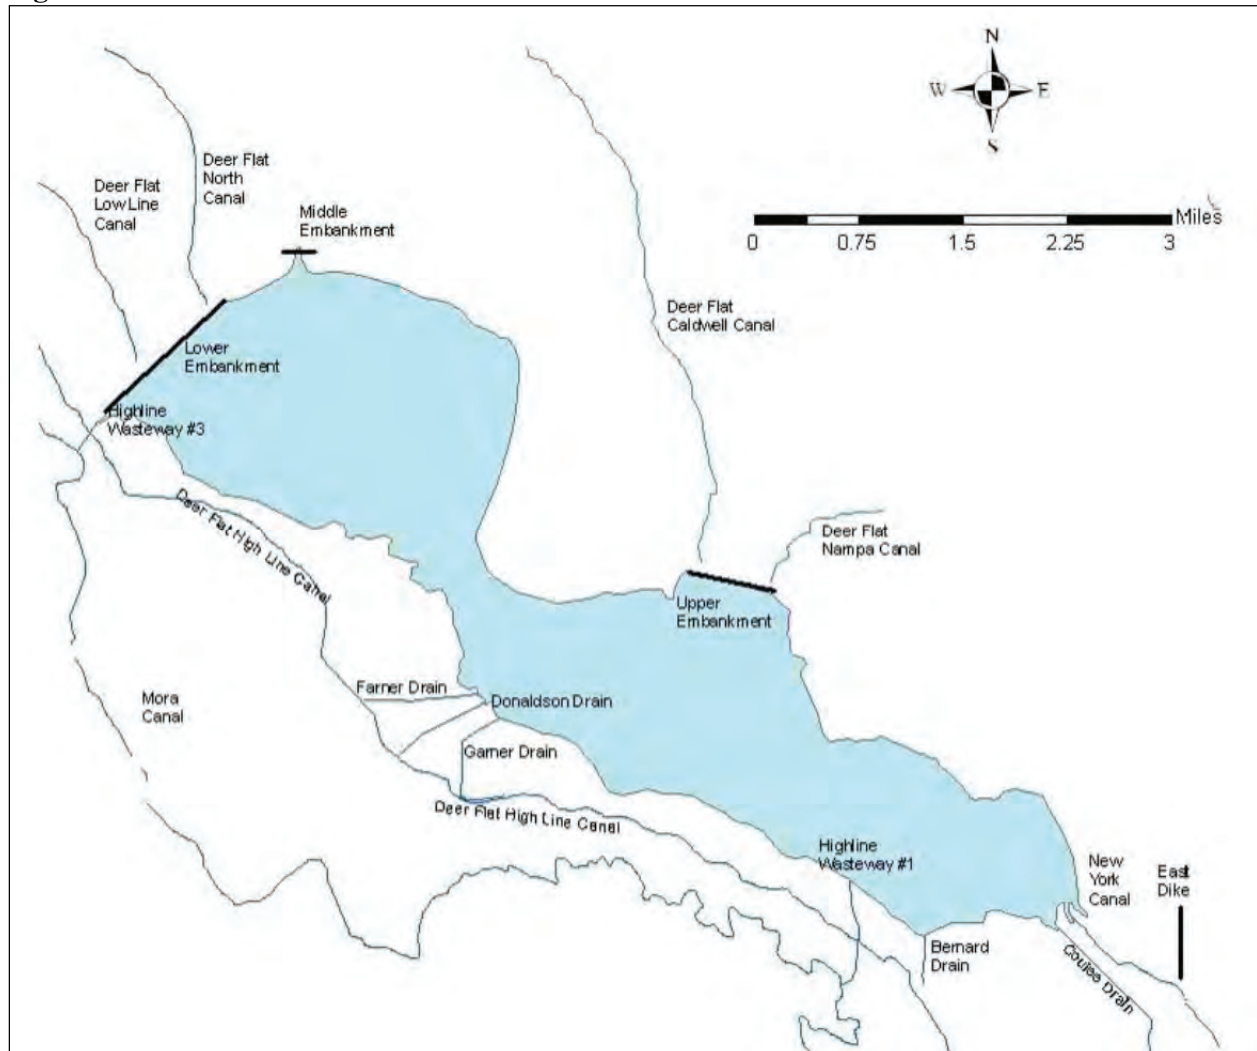 N
W
E
S
Miles
0
0.75
1.5
2.25
3
Deer Flat
North
Canal
Deer Flat
Low Line
Canal
Middle
Embankment
Deer Flat
Caldwell Canal
Lower
Embankment
Highline
Wasteway #3
Deer Flat High Line Canal
Deer Flat
Nampa Canal
Upper
Embankment
Farner Drain
Donaldson Drain
Mora
Canal
Garner Drain
Deer Flat High Line Canal
Highline
Wasteway #1
New
York
Canal
East
Dike
Bernard
Drain
Coulee Drain